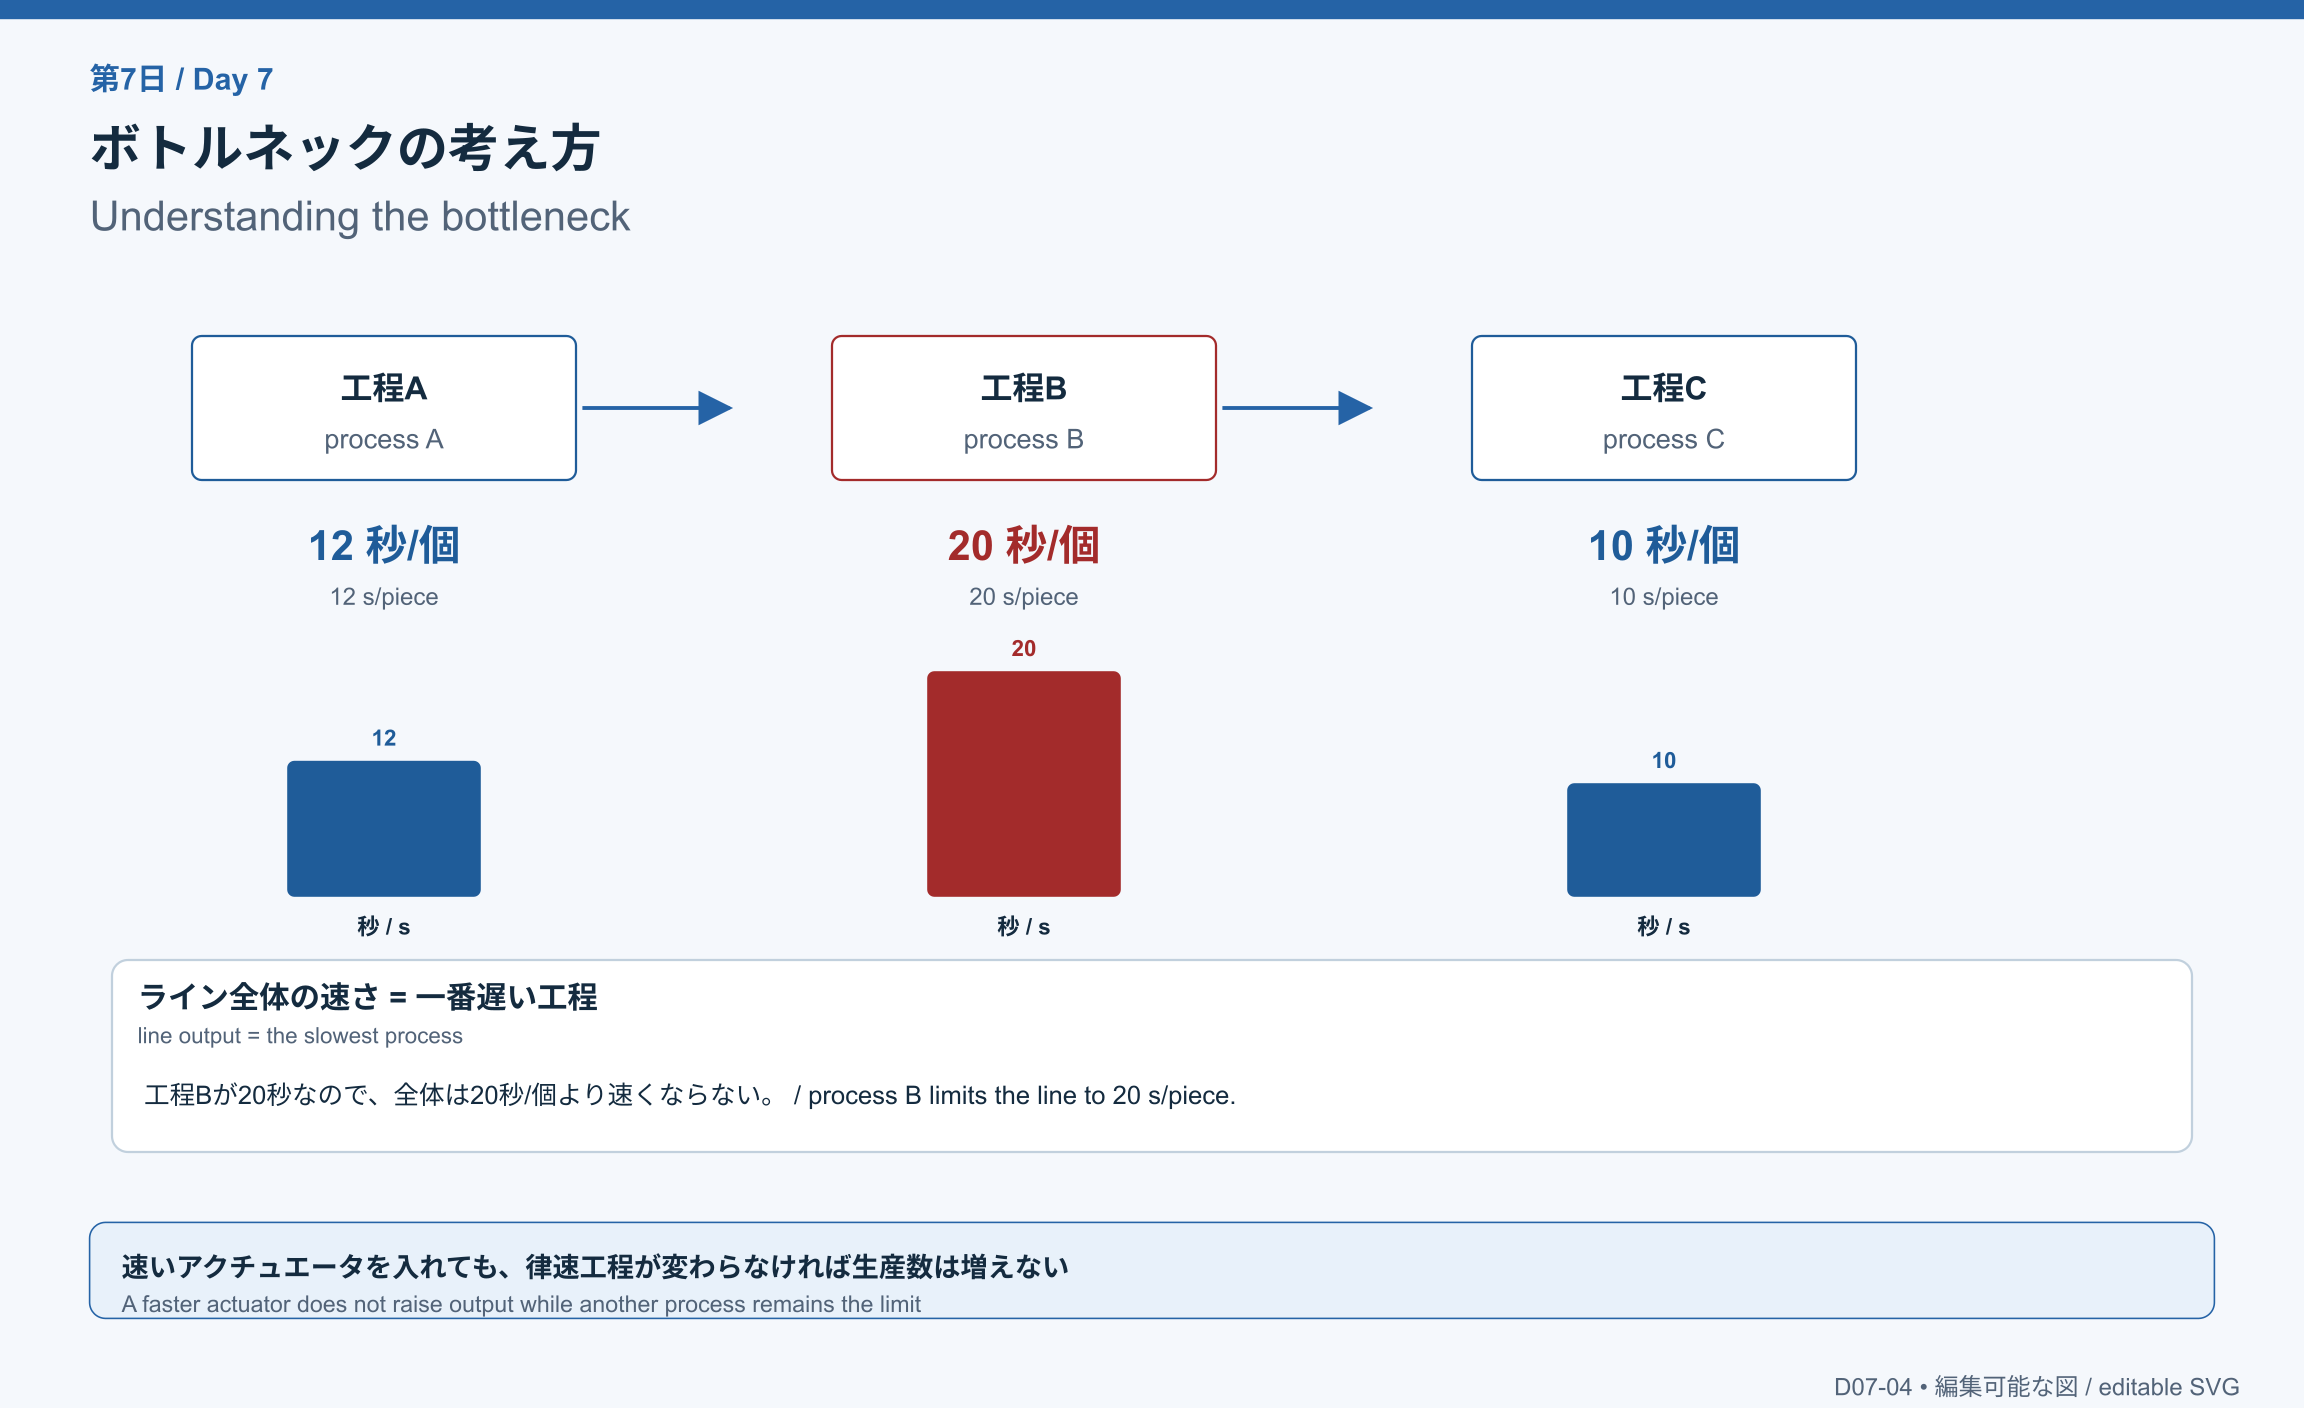 第7日 / Day 7
ボトルネックの考え方
Understanding the bottleneck
工程A
process A
12 秒/個
12 s/piece
12
秒 / s
工程B
process B
20 秒/個
20 s/piece
20
秒 / s
工程C
process C
10 秒/個
10 s/piece
10
秒 / s
ライン全体の速さ = 一番遅い工程
line output = the slowest process
工程Bが20秒なので、全体は20秒/個より速くならない。 / process B limits the line to 20 s/piece.
速いアクチュエータを入れても、律速工程が変わらなければ生産数は増えない
A faster actuator does not raise output while another process remains the limit
D07-04 • 編集可能な図 / editable SVG